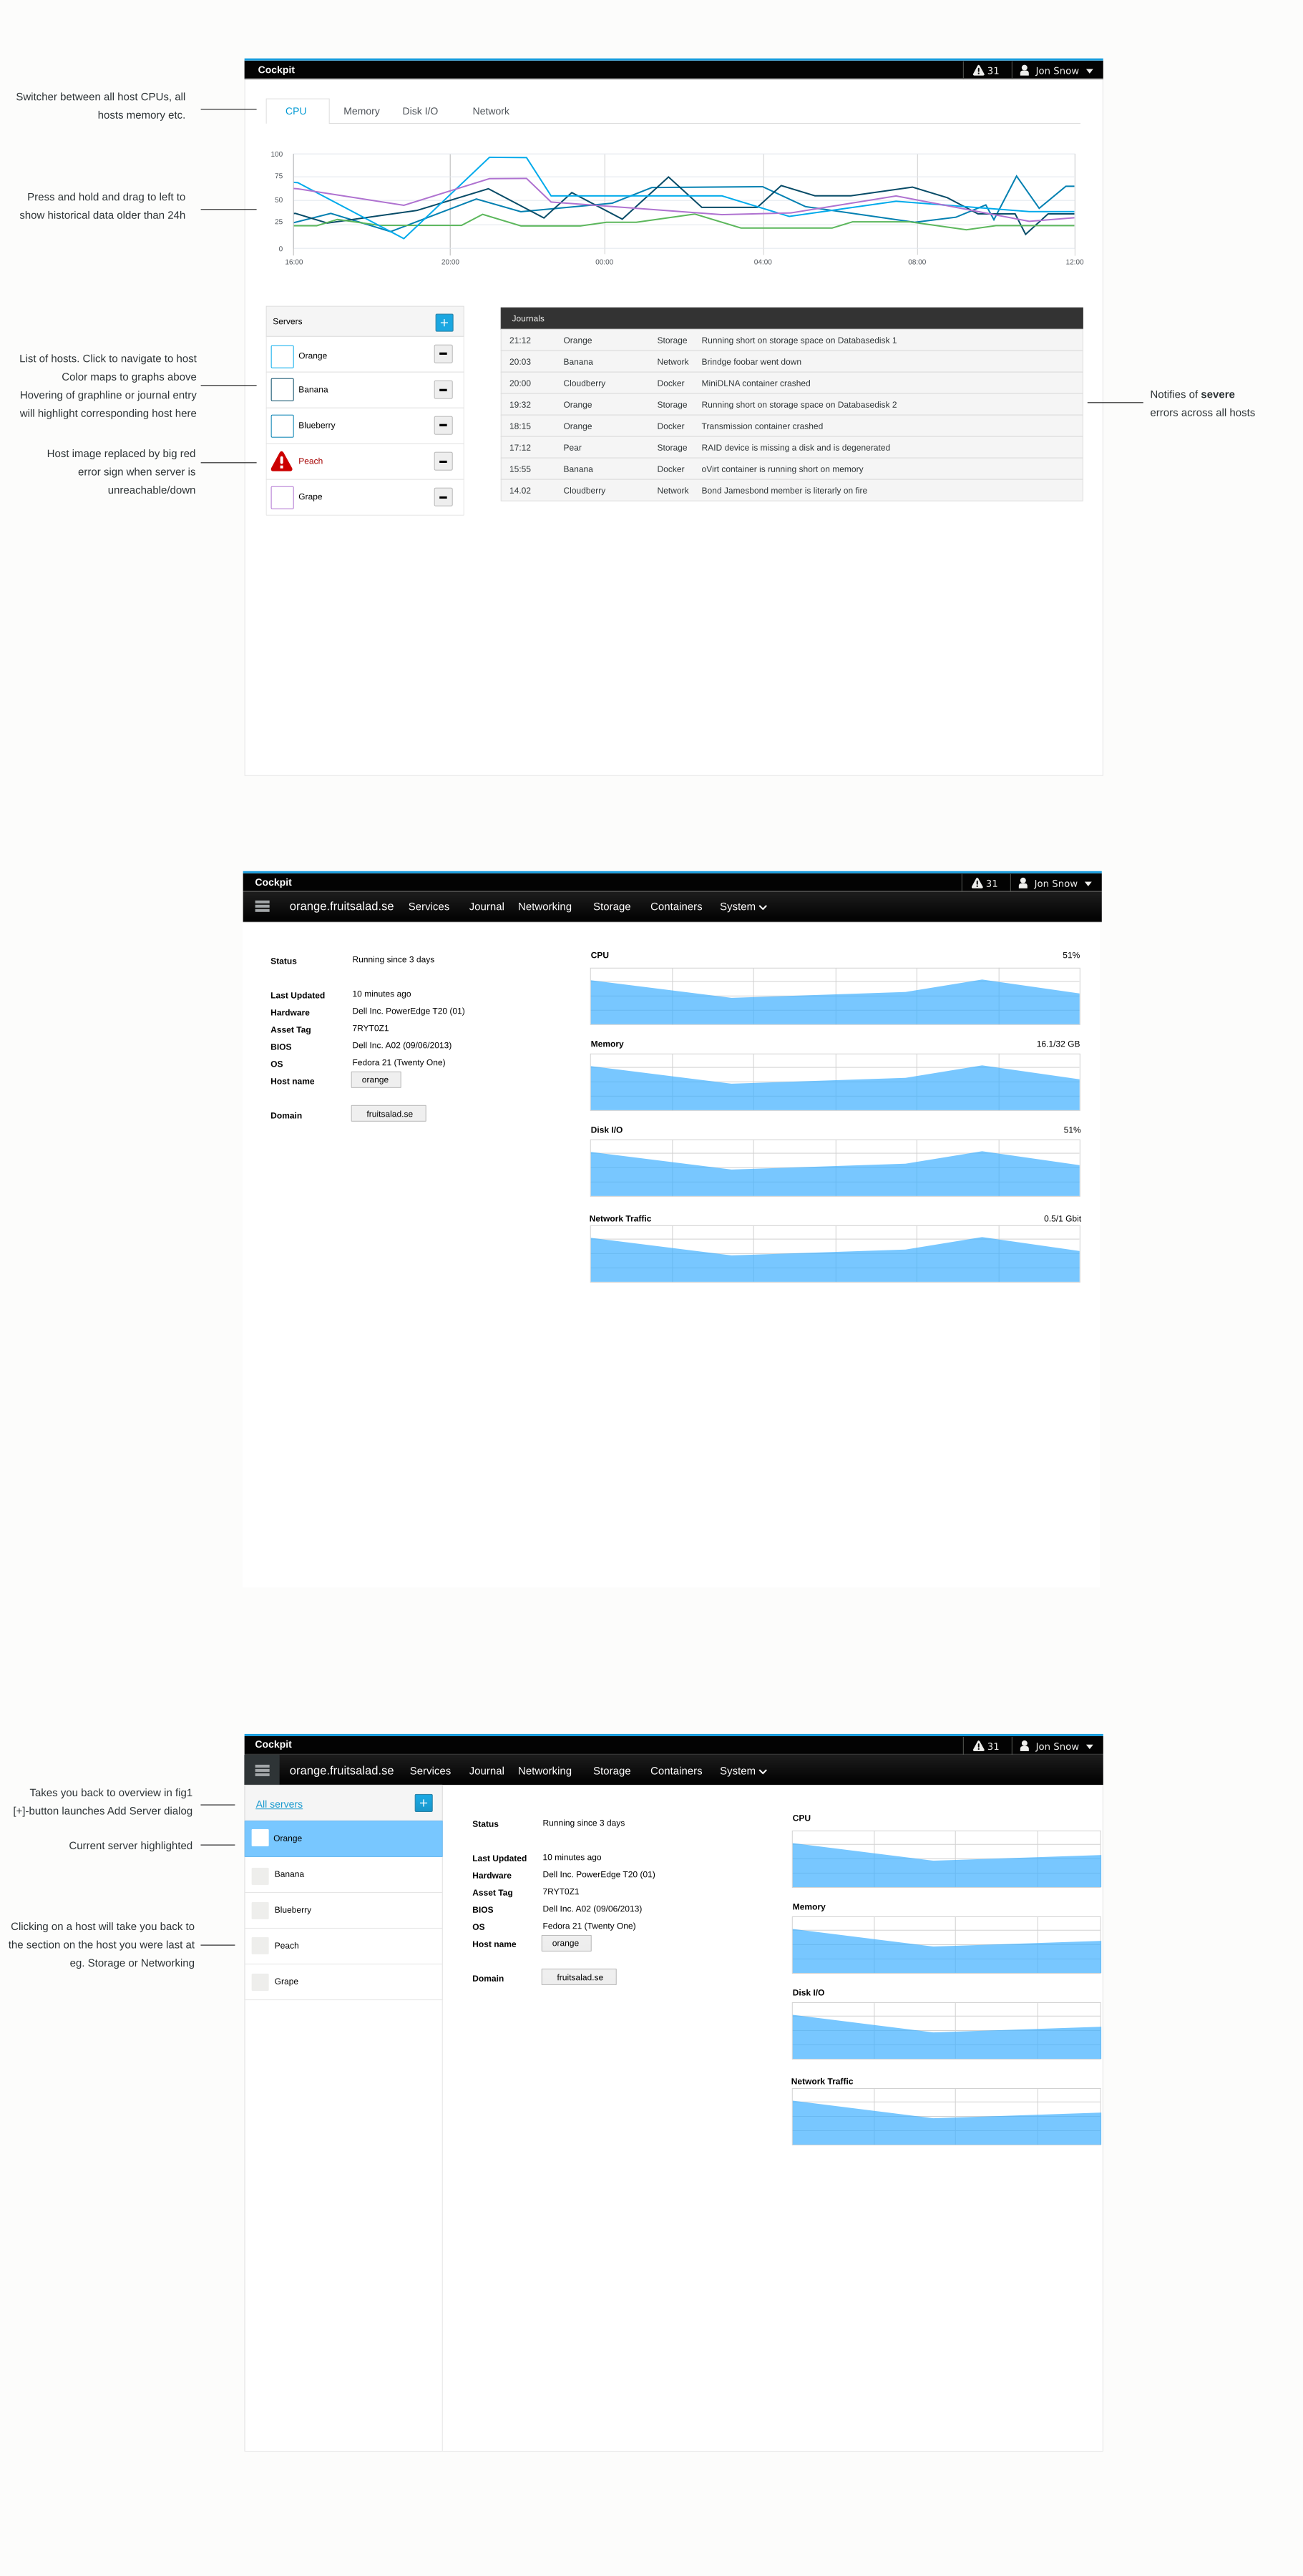 Cockpit
31
Jon Snow
Switcher between all host CPUs, all
hosts memory etc.
CPU Memory Disk I/O Network
Press and hold and drag to left to
show historical data older than 24h
100
75
50
25
0
16:00 20:00 00:00 04:00 08:00 12:00
List of hosts. Click to navigate to host
Color maps to graphs above
Hovering of graphline or journal entry
will highlight corresponding host here
Host image replaced by big red
error sign when server is
unreachable/down
Servers
+
Orange
Banana
Blueberry
Peach
Grape
Journals
21:12 Orange Storage Running short on storage space on Databasedisk 1
20:03 Banana Network Brindge foobar went down
20:00 Cloudberry Docker MiniDLNA container crashed
19:32 Orange Storage Running short on storage space on Databasedisk 2
18:15 Orange Docker Transmission container crashed
17:12 Pear Storage RAID device is missing a disk and is degenerated
15:55 Banana Docker oVirt container is running short on memory
14.02 Cloudberry Network Bond Jamesbond member is literarly on fire
Notifies of severe
errors across all hosts
Cockpit
31
Jon Snow
orange.fruitsalad.se Services Journal Networking Storage Containers System
Status Running since 3 days
Last Updated 10 minutes ago
Hardware Dell Inc. PowerEdge T20 (01)
Asset Tag 7RYT0Z1
BIOS Dell Inc. A02 (09/06/2013)
OS Fedora 21 (Twenty One)
Host name orange
Domain fruitsalad.se
CPU 51%
Memory 16.1/32 GB
Disk I/O 51%
Network Traffic 0.5/1 Gbit
Cockpit
31
Jon Snow
orange.fruitsalad.se Services Journal Networking Storage Containers System
Takes you back to overview in fig1
[+]-button launches Add Server dialog
Current server highlighted
Clicking on a host will take you back to
the section on the host you were last at
eg. Storage or Networking
All servers
+
Orange
Banana
Blueberry
Peach
Grape
Status Running since 3 days
Last Updated 10 minutes ago
Hardware Dell Inc. PowerEdge T20 (01)
Asset Tag 7RYT0Z1
BIOS Dell Inc. A02 (09/06/2013)
OS Fedora 21 (Twenty One)
Host name orange
Domain fruitsalad.se
CPU
Memory
Disk I/O
Network Traffic